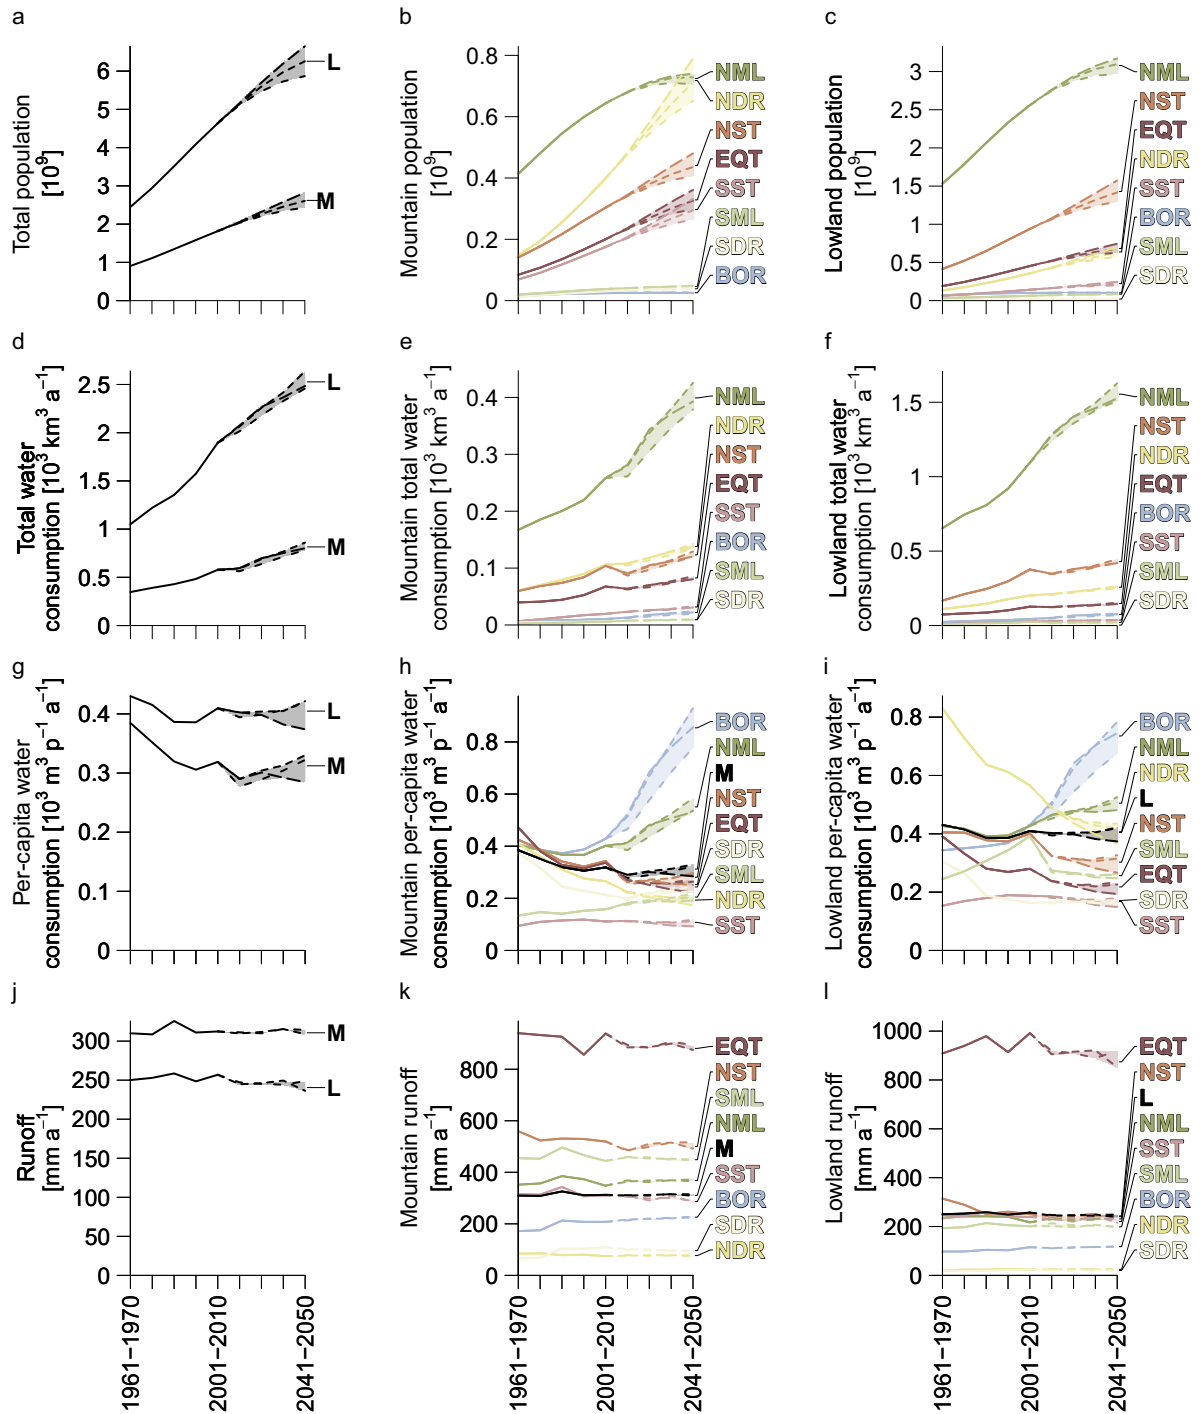 a
Total population
[10⁹]
6
5
4
3
2
1
0
L
M
b
Mountain population
[10⁹]
0.8
0.6
0.4
0.2
0
NML
NDR
NST
EQT
SST
SML
SDR
BOR
c
Lowland population
[10⁹]
3
2.5
2
1.5
1
0.5
0
NML
NST
EQT
NDR
SST
BOR
SML
SDR
d
Total water
consumption [10³ km³ a⁻¹]
2.5
2
1.5
1
0.5
0
L
M
e
Mountain total water
consumption [10³ km³ a⁻¹]
0.4
0.3
0.2
0.1
0
NML
NDR
NST
EQT
SST
BOR
SML
SDR
f
Lowland total water
consumption [10³ km³ a⁻¹]
1.5
1
0.5
0
NML
NST
NDR
EQT
BOR
SST
SML
SDR
g
Per−capita water
consumption [10³ m³ p⁻¹ a⁻¹]
0.4
0.3
0.2
0.1
0
L
M
h
Mountain per−capita water
consumption [10³ m³ p⁻¹ a⁻¹]
0.8
0.6
0.4
0.2
0
BOR
NML
M
NST
EQT
SDR
SML
NDR
SST
i
Lowland per−capita water
consumption [10³ m³ p⁻¹ a⁻¹]
0.8
0.6
0.4
0.2
0
BOR
NML
NDR
L
NST
SML
EQT
SDR
SST
j
Runoff
[mm a⁻¹]
300
250
200
150
100
50
0
M
L
1961−1970
2001−2010
2041−2050
k
Mountain runoff
[mm a⁻¹]
800
600
400
200
0
EQT
NST
SML
NML
M
SST
BOR
SDR
NDR
1961−1970
2001−2010
2041−2050
l
Lowland runoff
[mm a⁻¹]
1000
800
600
400
200
0
EQT
NST
L
NML
SST
SML
BOR
NDR
SDR
1961−1970
2001−2010
2041−2050